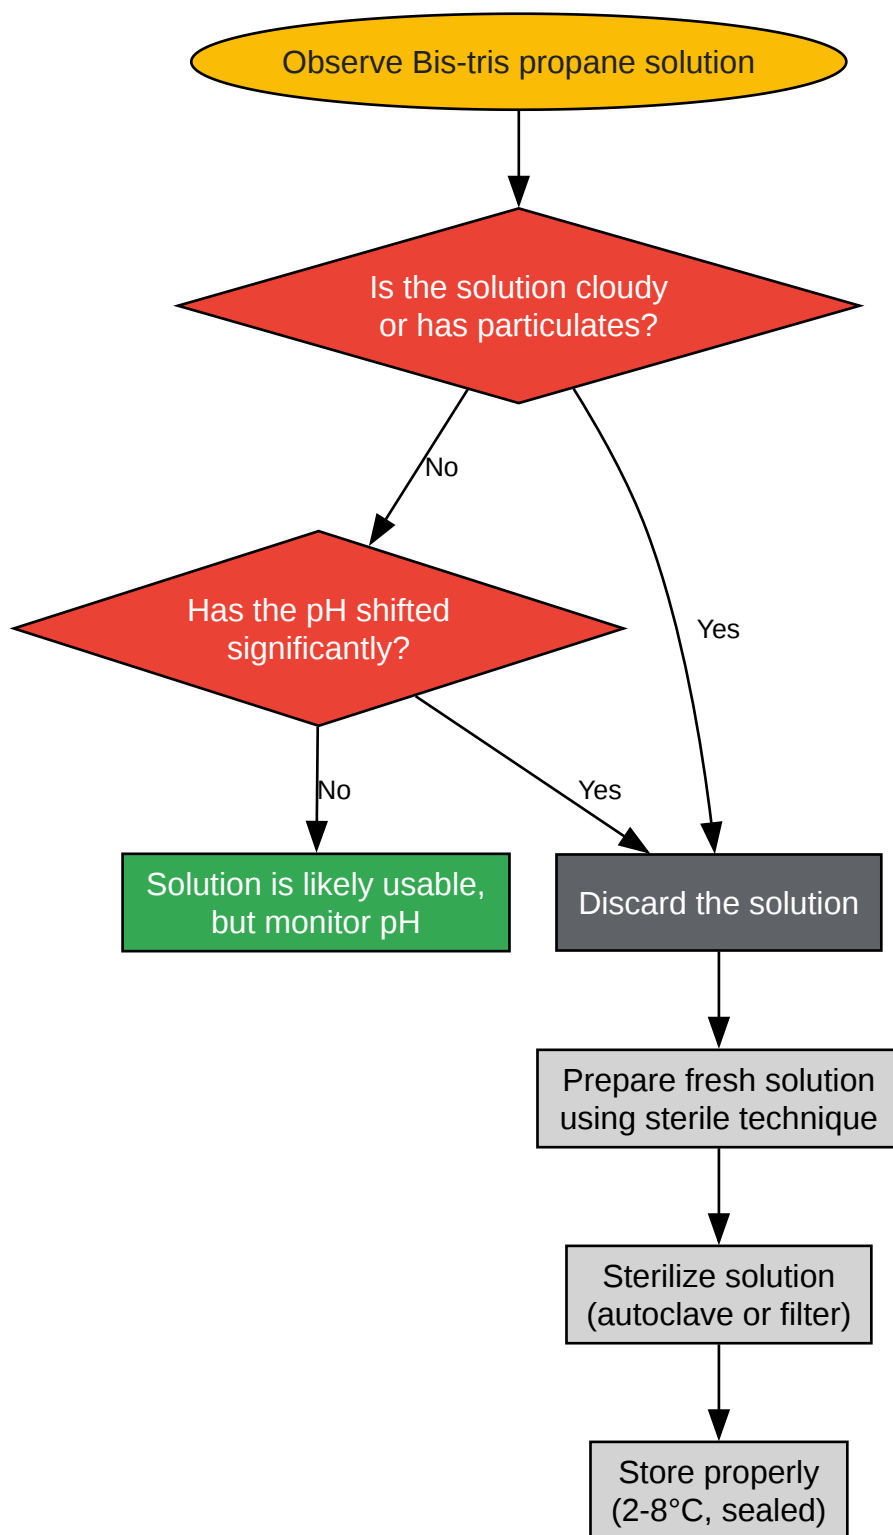 Observe Bis-tris propane solution
Is the solution cloudy
or has particulates?
No
Yes
Has the pH shifted
significantly?
No
Yes
Solution is likely usable,
but monitor pH
Discard the solution
Prepare fresh solution
using sterile technique
Sterilize solution
(autoclave or filter)
Store properly
(2-8°C, sealed)